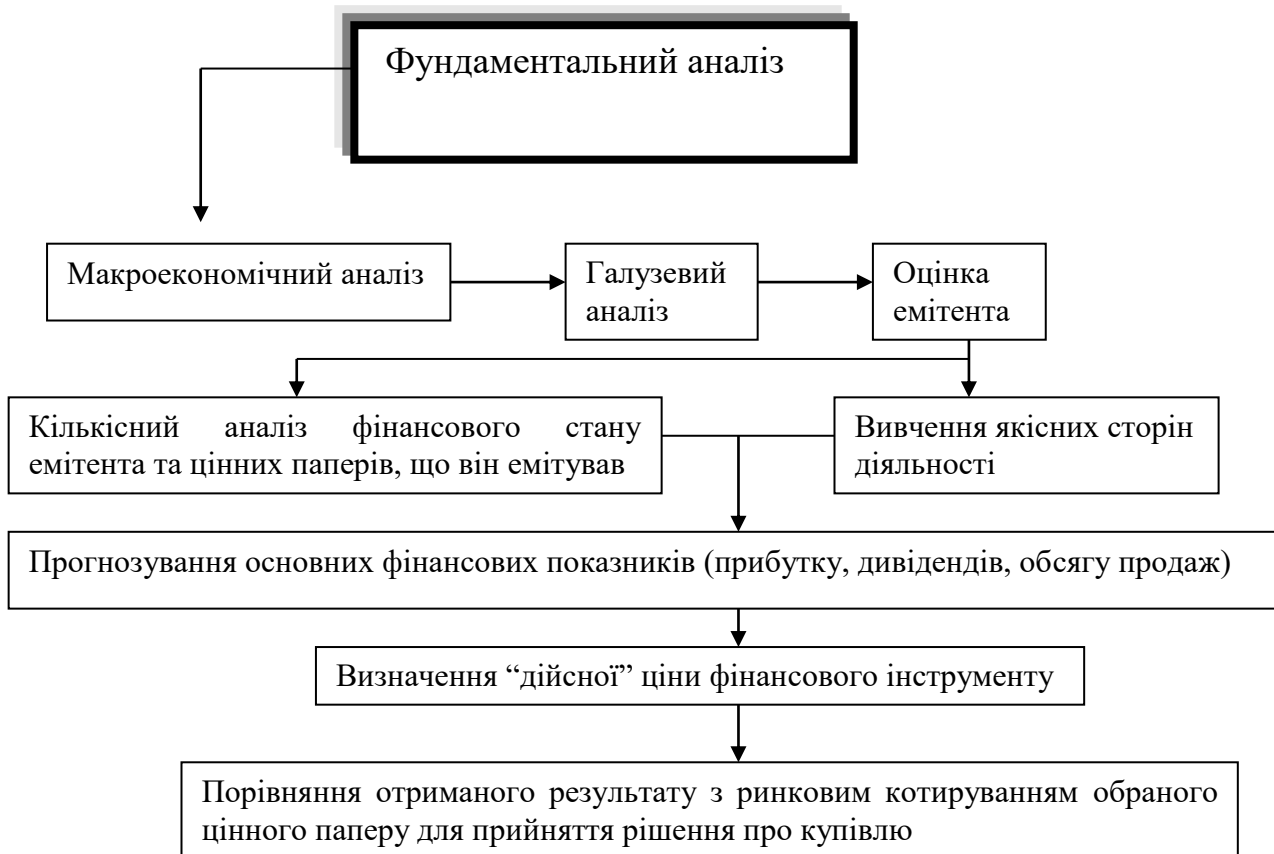 Фундаментальний аналіз
Макроекономічний аналіз
Галузевий
аналіз
Оцінка
емітента
Кількісний аналіз фінансового стану
емітента та цінних паперів, що він емітував
Вивчення якісних сторін
діяльності
Прогнозування основних фінансових показників (прибутку, дивідендів, обсягу продаж)
Визначення “дійсної” ціни фінансового інструменту
Порівняння отриманого результату з ринковим котируванням обраного
цінного паперу для прийняття рішення про купівлю